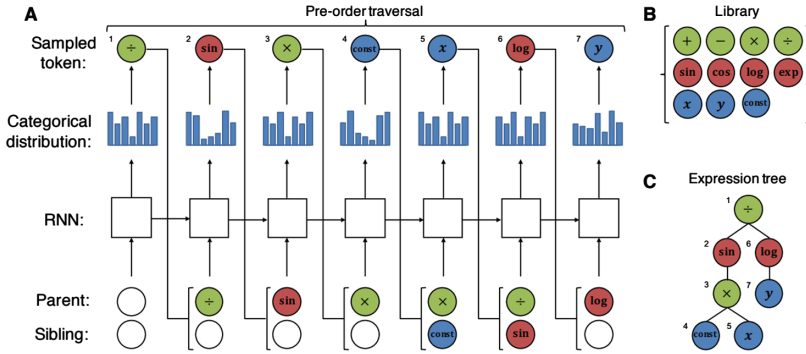 A Pre-order traversal
Sampled token:
1 ÷ 2 sin 3 × 4 const 5 x 6 log 7 y
Categorical distribution:
RNN:
Parent: ÷ sin × × ÷ log
Sibling: const sin
B Library
+ − × ÷
sin cos log exp
x y const
C Expression tree
1 ÷
2 sin 6 log
3 × 7 y
4 const 5 x